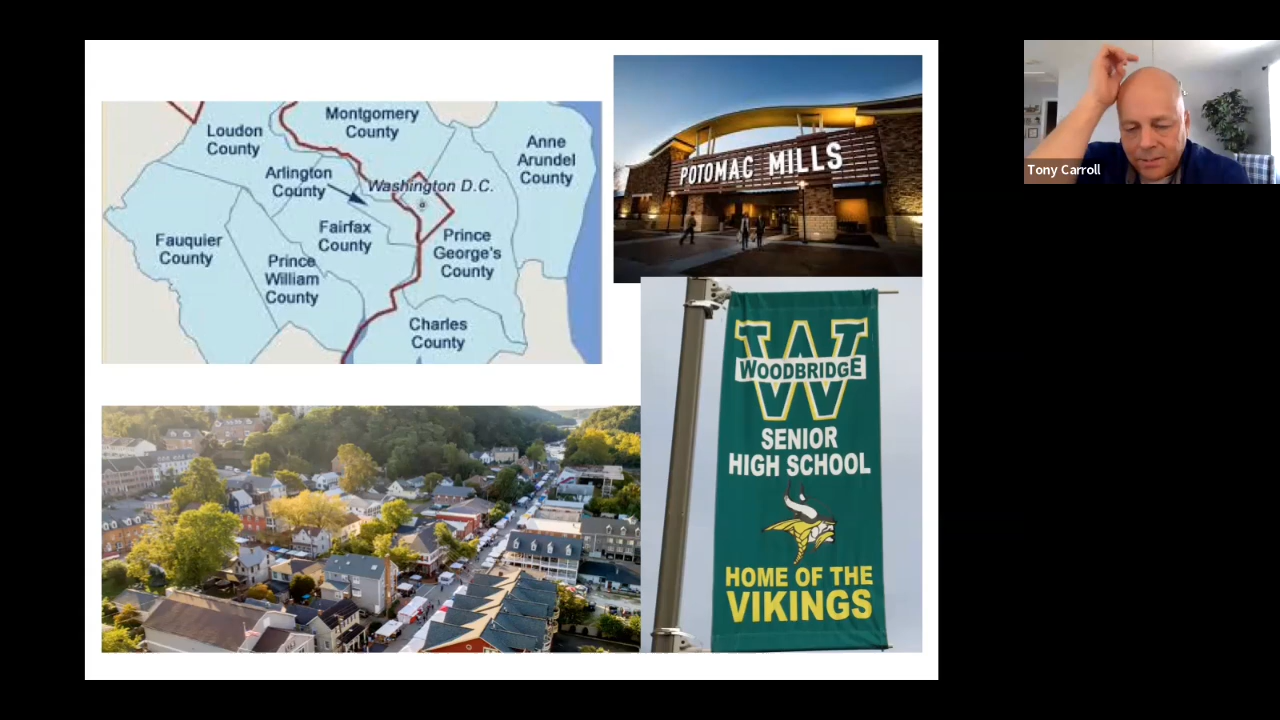 Montgomery
County
Loudon
County
Anne
Arundel
County
Arlington
County
Washington D.C.
Fairfax
County
Fauquier
County
Prince
George's
County
Prince
William
County
Charles
County
POTOMAC MILLS
W
WOODBRIDGE
SENIOR
HIGH SCHOOL
HOME OF THE
VIKINGS
Tony Carroll